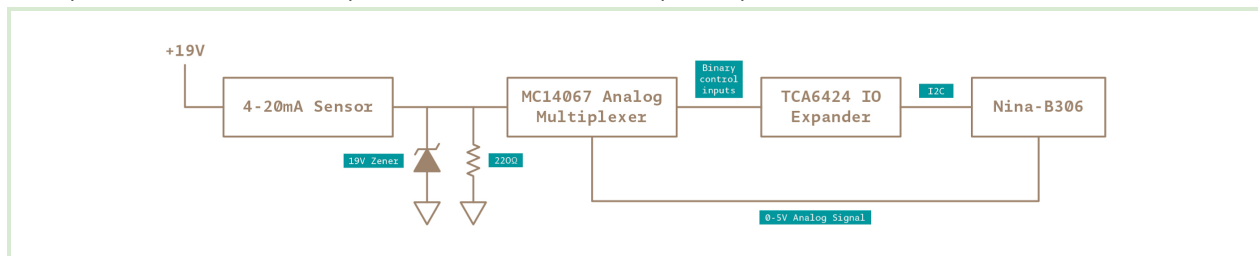 +19V
4-20mA Sensor
19V Zener
220Ω
MC14067 Analog
Multiplexer
Binary
control
inputs
TCA6424 IO
Expander
I2C
Nina-B306
0-5V Analog Signal